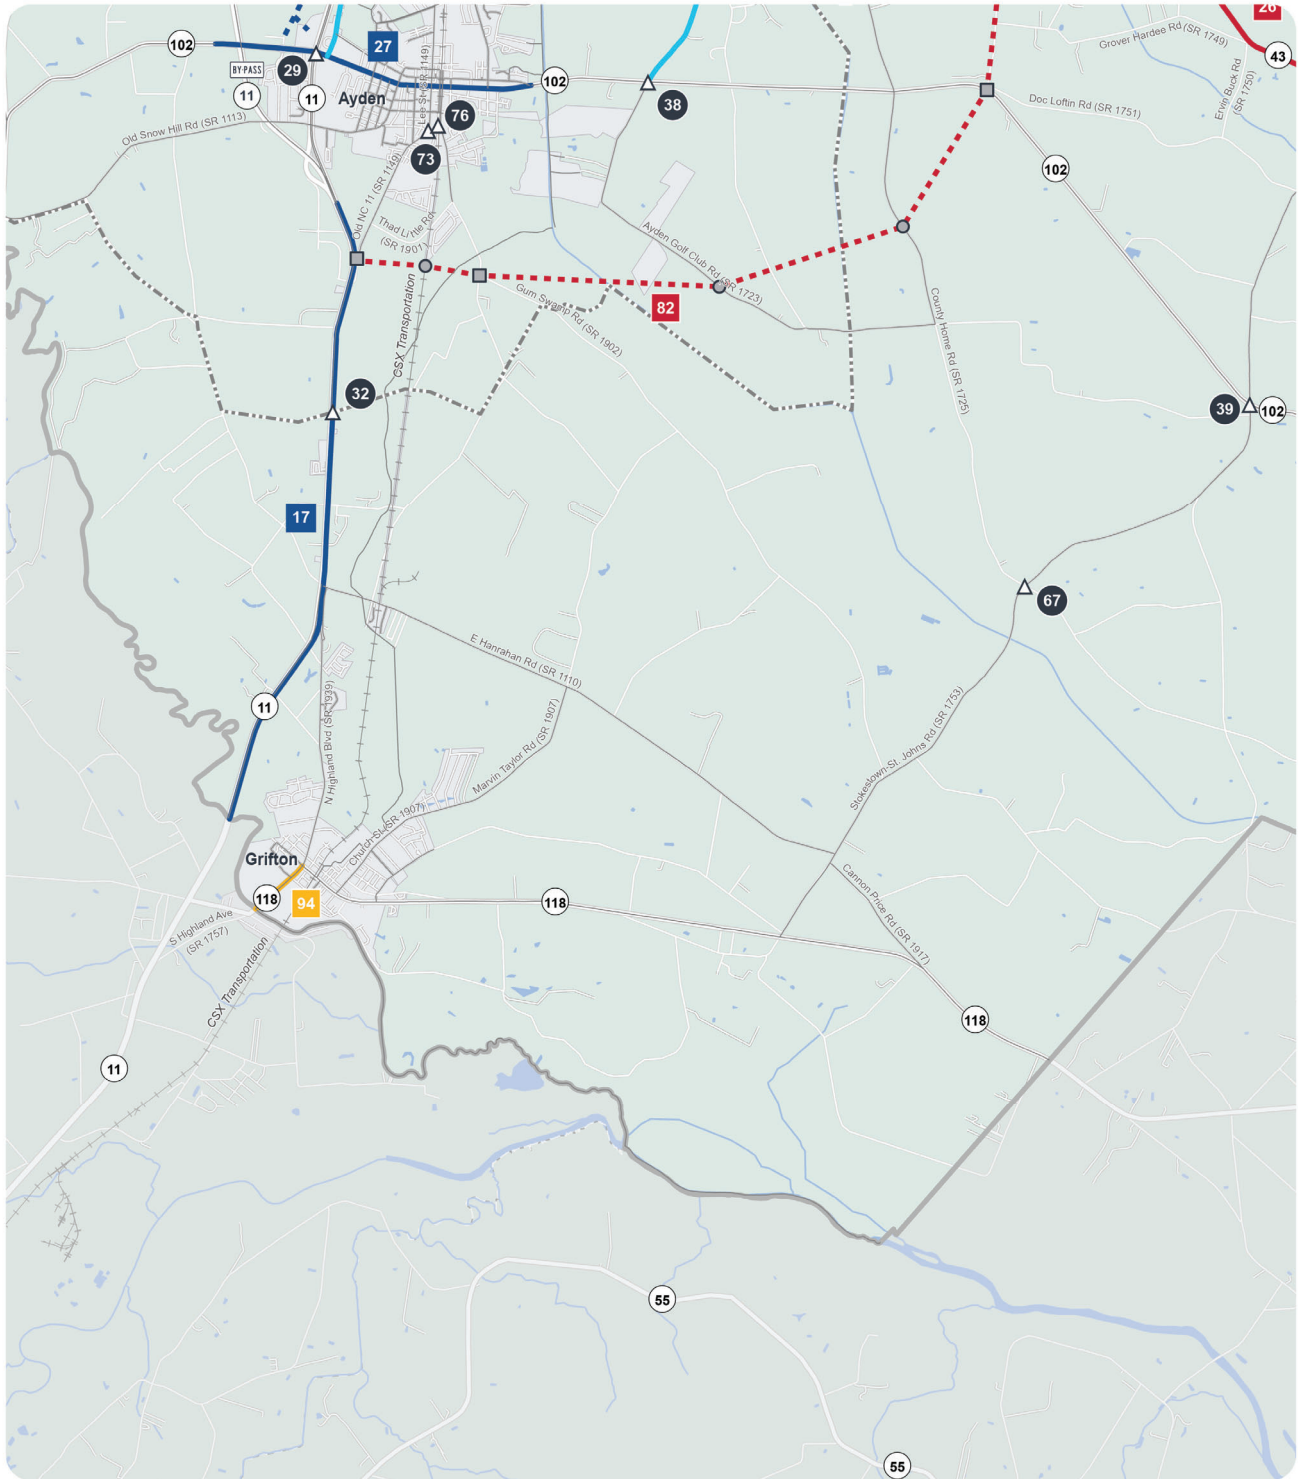 26
102
27
43
Grover Hardee Rd (SR 1749)
29
BY-PASS
11
11
Ayden
Lee St (SR 1149)
102
38
Doc Loftin Rd (SR 1751)
Ervin Buck Rd
(SR 1750)
76
73
Old Snow Hill Rd (SR 1113)
102
Old NC 11 (SR 1149)
Thad Little Rd
(SR 1901)
Ayden Golf Club Rd (SR 1723)
CSX Transportation
Gum Swamp Rd (SR 1902)
82
County Home Rd (SR 1725)
32
39
102
17
67
E Hanrahan Rd (SR 1110)
11
N Highland Blvd (SR 1939)
Marvin Taylor Rd (SR 1907)
Stokestown-St. Johns Rd (SR 1753)
Church St (SR 1907)
Grifton
118
94
118
Cannon Price Rd (SR 1917)
S Highland Ave
(SR 1757)
CSX Transportation
118
11
55
55